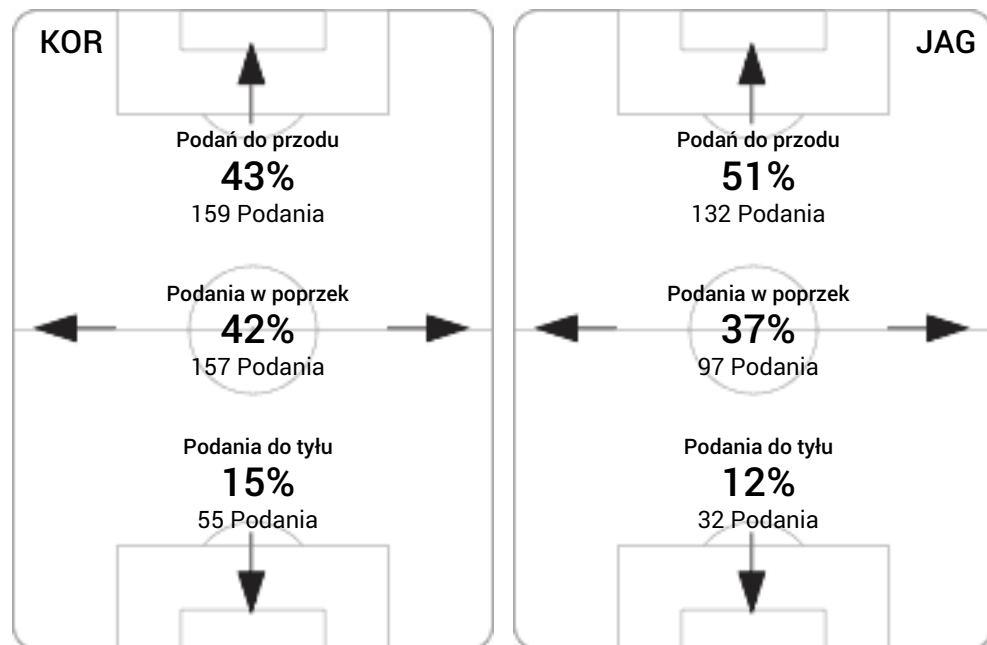 KOR
Podań do przodu
43%
159 Podania
Podania w poprzek
42%
157 Podania
Podania do tyłu
15%
55 Podania
JAG
Podań do przodu
51%
132 Podania
Podania w poprzek
37%
97 Podania
Podania do tyłu
12%
32 Podania